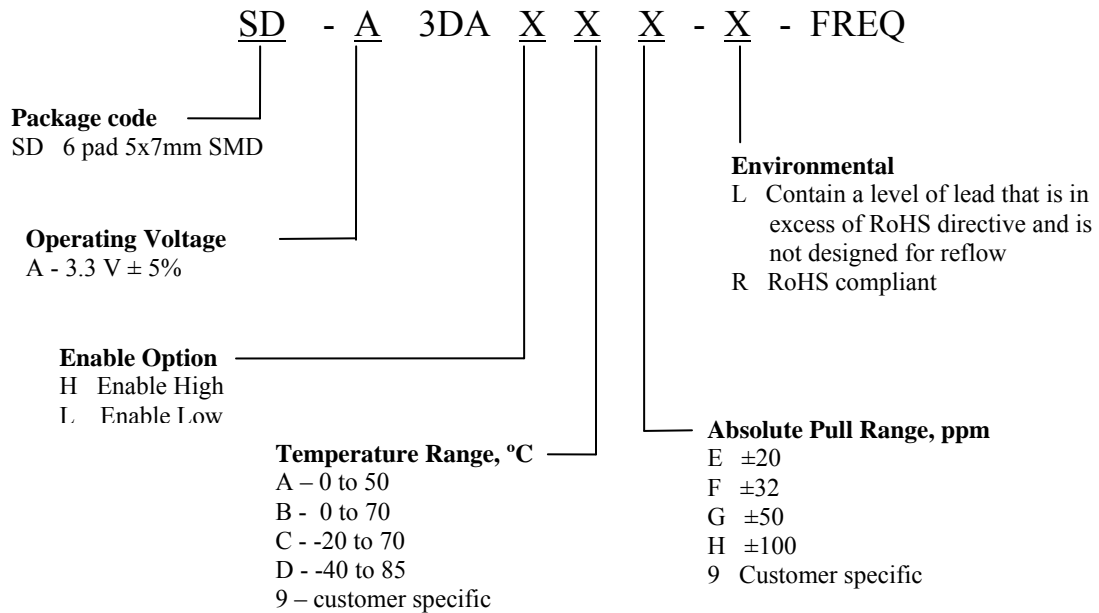 SD - A 3DA X X X - X - FREQ
Package code
SD 6 pad 5x7mm SMD
Environmental
L Contain a level of lead that is in
excess of RoHS directive and is
not designed for reflow
R RoHS compliant
Operating Voltage
A - 3.3 V ± 5%
Enable Option
H Enable High
L Enable Low
Temperature Range, ºC
A – 0 to 50
B - 0 to 70
C - -20 to 70
D - -40 to 85
9 – customer specific
Absolute Pull Range, ppm
E ±20
F ±32
G ±50
H ±100
9 Customer specific